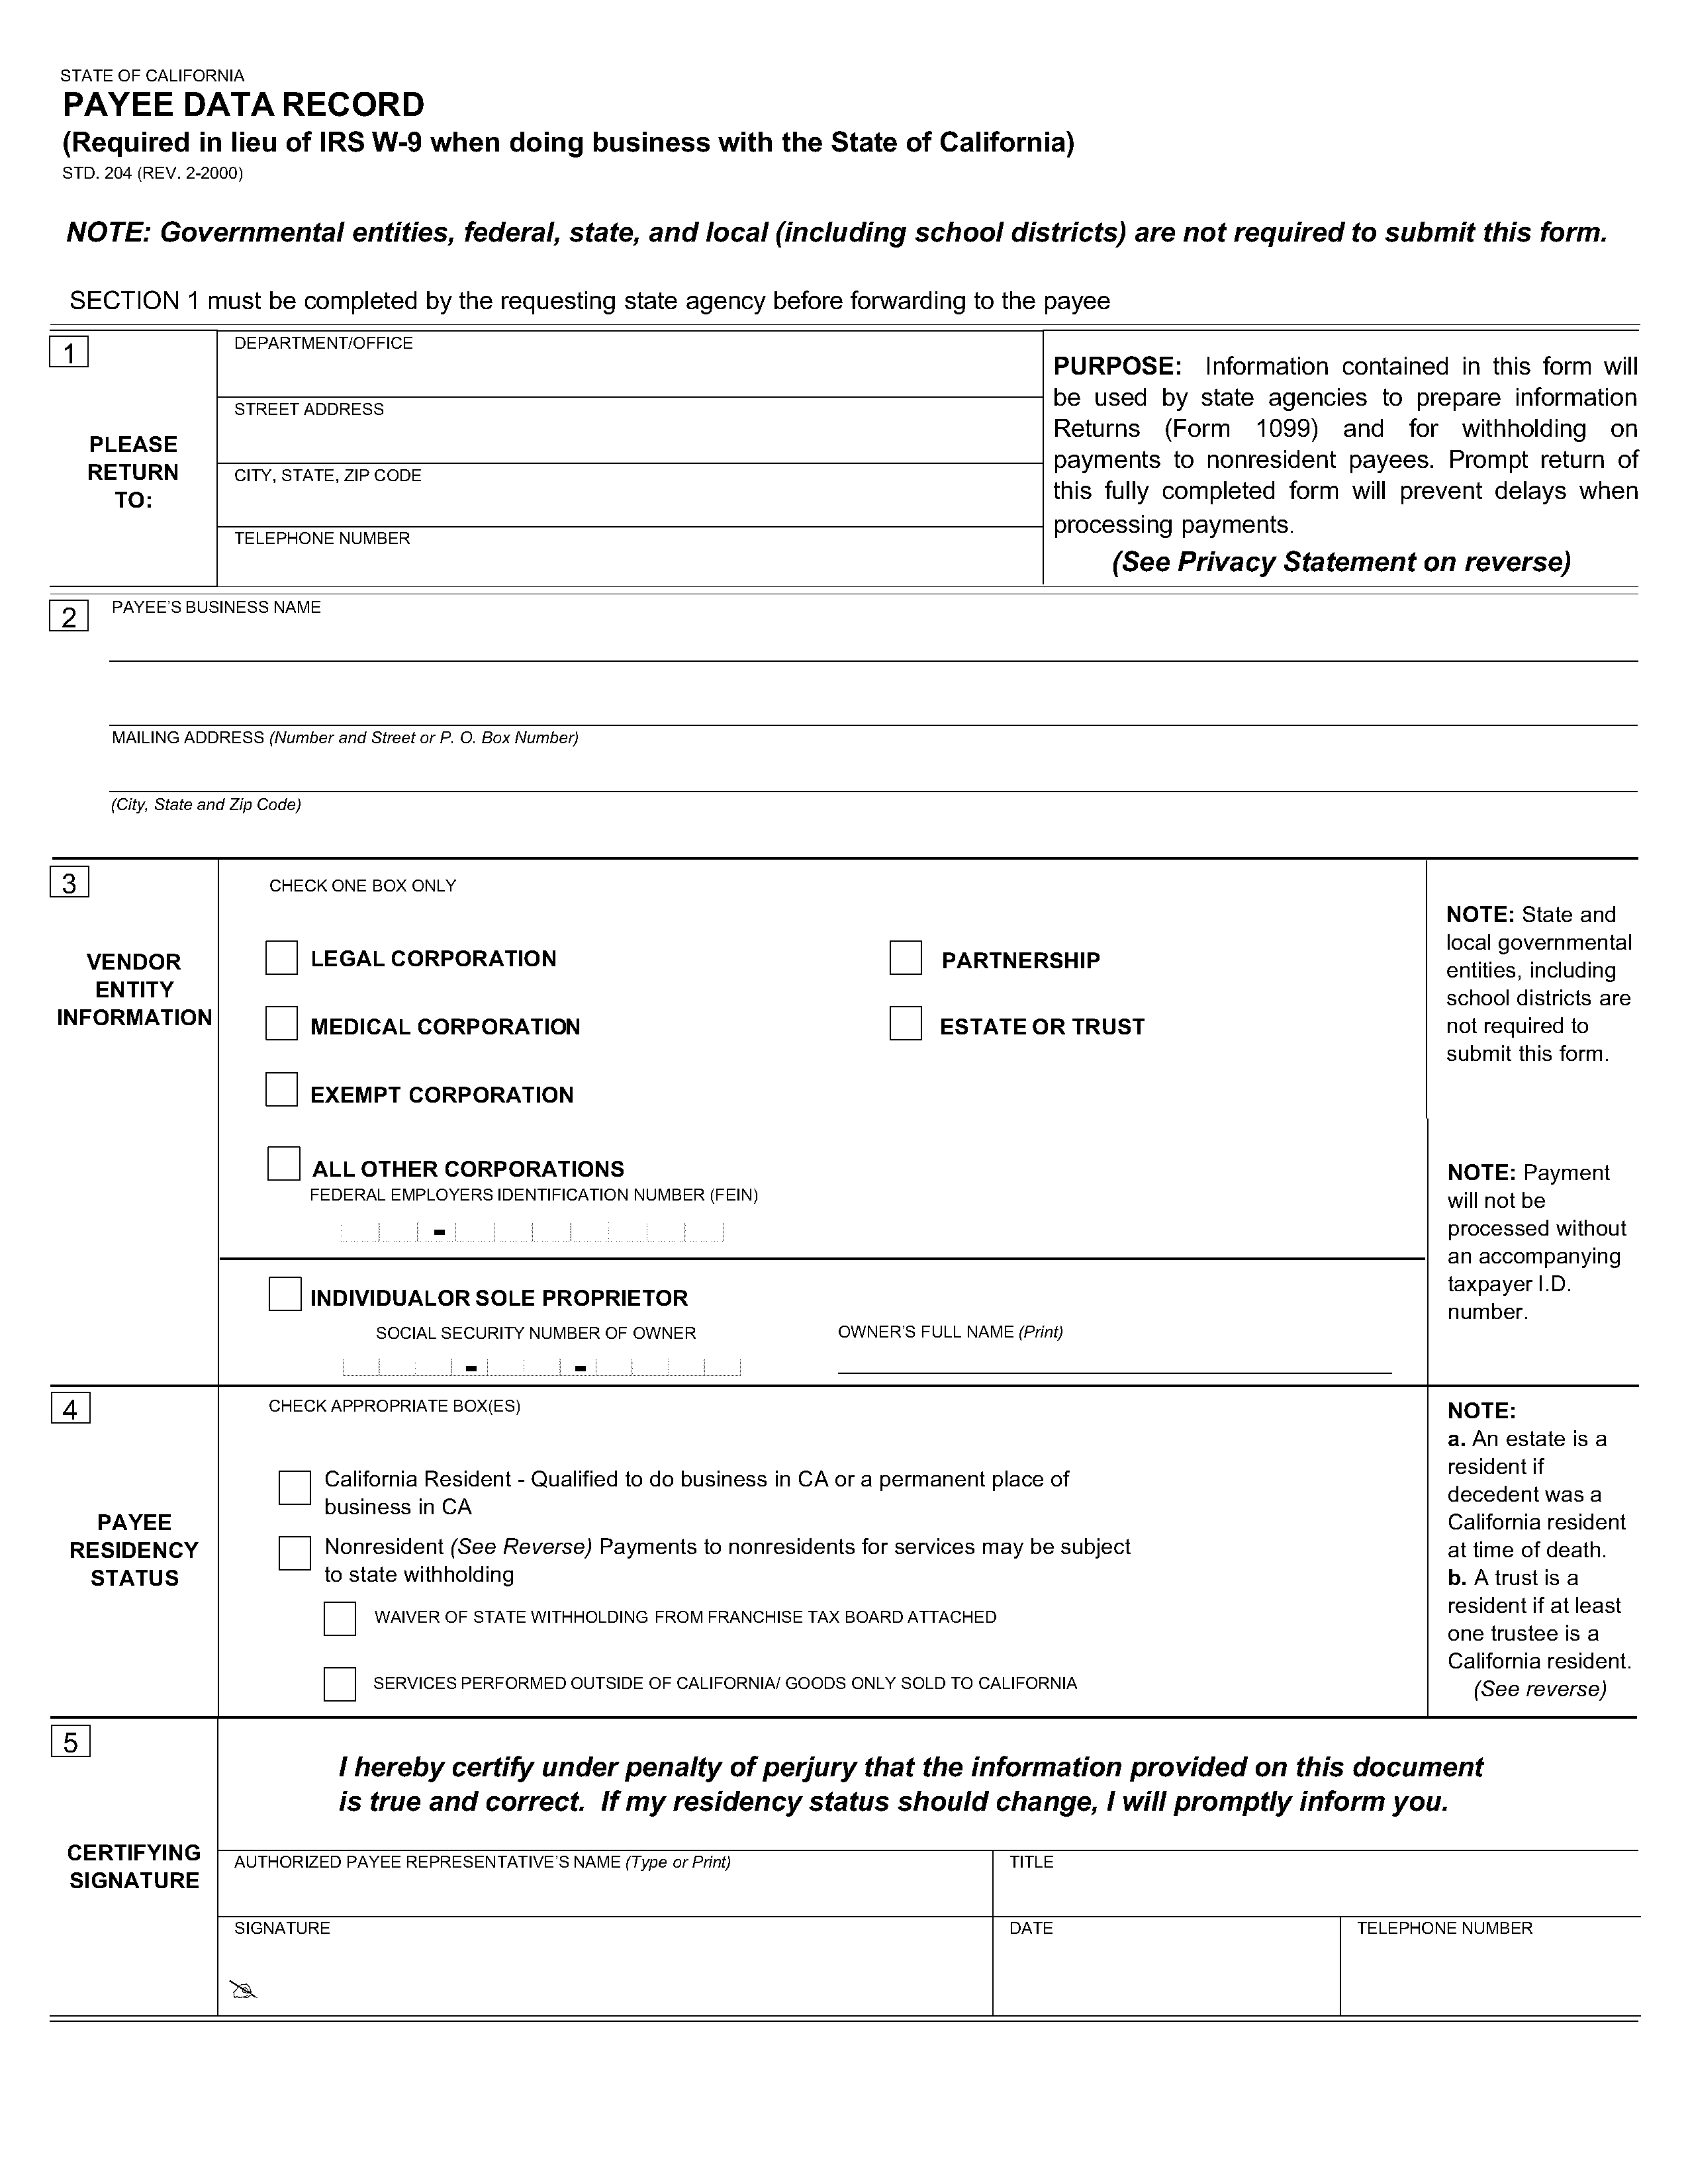 STATE OF CALIFORNIA
PAYEE DATA RECORD
(Required in lieu of IRS W-9 when doing business with the State of California)
STD. 204 (REV. 2-2000)
NOTE: Governmental entities, federal, state, and local (including school districts) are not required to submit this form.
SECTION 1 must be completed by the requesting state agency before forwarding to the payee
1
PLEASE
RETURN
TO:
DEPARTMENT/OFFICE
STREET ADDRESS
CITY, STATE, ZIP CODE
TELEPHONE NUMBER
PURPOSE: Information contained in this form will
be used by state agencies to prepare information
Returns (Form 1099) and for withholding on
payments to nonresident payees. Prompt return of
this fully completed form will prevent delays when
processing payments.
(See Privacy Statement on reverse)
2
PAYEE'S BUSINESS NAME
MAILING ADDRESS (Number and Street or P. O. Box Number)
(City, State and Zip Code)
3
VENDOR
ENTITY
INFORMATION
CHECK ONE BOX ONLY
LEGAL CORPORATION
PARTNERSHIP
MEDICAL CORPORATION
ESTATE OR TRUST
EXEMPT CORPORATION
ALL OTHER CORPORATIONS
FEDERAL EMPLOYERS IDENTIFICATION NUMBER (FEIN)
-
INDIVIDUALOR SOLE PROPRIETOR
SOCIAL SECURITY NUMBER OF OWNER
OWNER'S FULL NAME (Print)
- -
NOTE: State and
local governmental
entities, including
school districts are
not required to
submit this form.
NOTE: Payment
will not be
processed without
an accompanying
taxpayer I.D.
number.
4
PAYEE
RESIDENCY
STATUS
CHECK APPROPRIATE BOX(ES)
California Resident - Qualified to do business in CA or a permanent place of
business in CA
Nonresident (See Reverse) Payments to nonresidents for services may be subject
to state withholding
WAIVER OF STATE WITHHOLDING FROM FRANCHISE TAX BOARD ATTACHED
SERVICES PERFORMED OUTSIDE OF CALIFORNIA/ GOODS ONLY SOLD TO CALIFORNIA
NOTE:
a. An estate is a
resident if
decedent was a
California resident
at time of death.
b. A trust is a
resident if at least
one trustee is a
California resident.
(See reverse)
5
CERTIFYING
SIGNATURE
I hereby certify under penalty of perjury that the information provided on this document
is true and correct. If my residency status should change, I will promptly inform you.
AUTHORIZED PAYEE REPRESENTATIVE'S NAME (Type or Print)
TITLE
SIGNATURE
DATE
TELEPHONE NUMBER